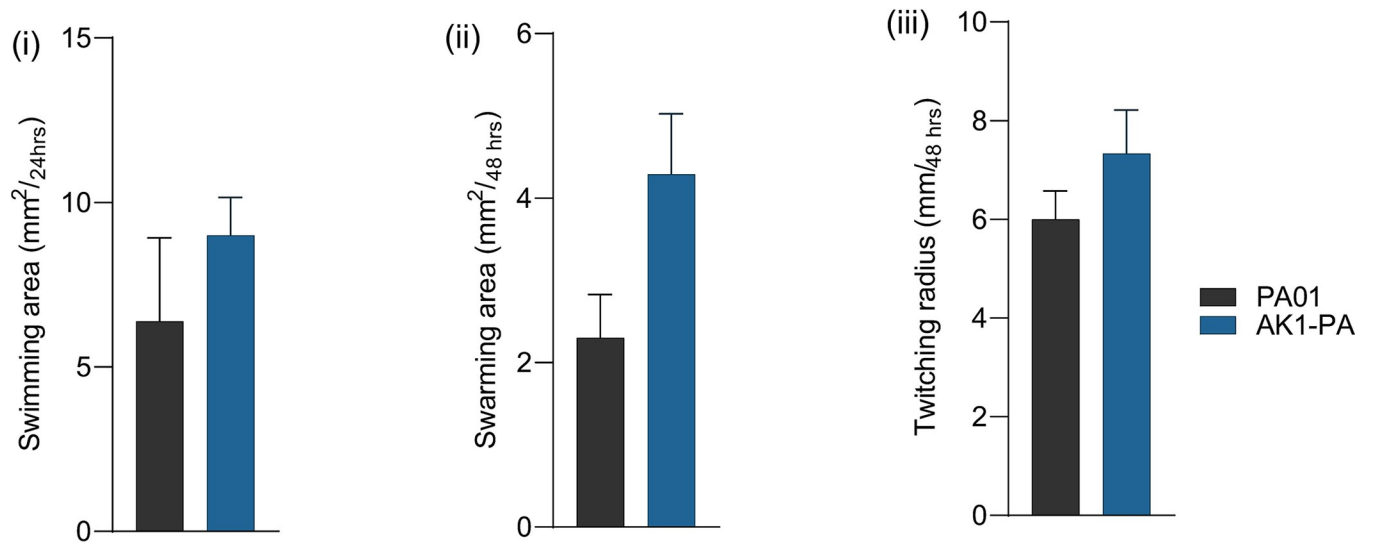 (i)
Swimming area (mm²/24hrs)
15
10
5
0
(ii)
Swarming area (mm²/48 hrs)
6
4
2
0
(iii)
Twitching radius (mm/48 hrs)
10
8
6
4
2
0
PA01
AK1-PA